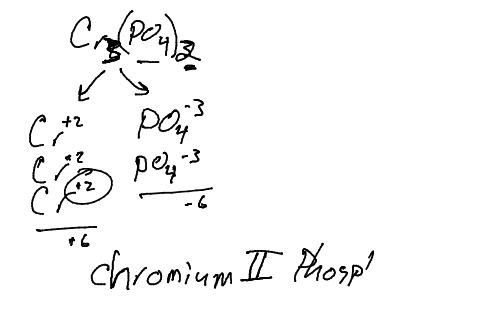 Cr3(PO4)2
Cr+2 PO4-3
Cr+2 PO4-3
Cr+2 -6
+6
Chromium II Phosp